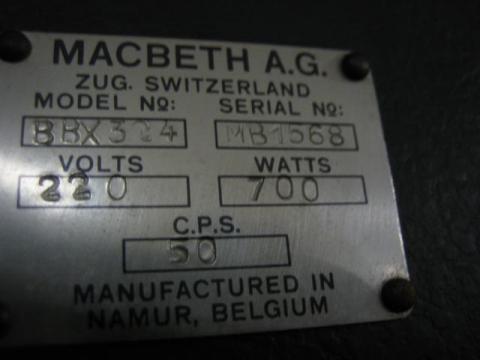 MACBETH A.G.
ZUG. SWITZERLAND
MODEL Nº: SERIAL Nº:
BBX324 MB1568
VOLTS WATTS
220 700
C.P.S.
50
MANUFACTURED IN
NAMUR, BELGIUM